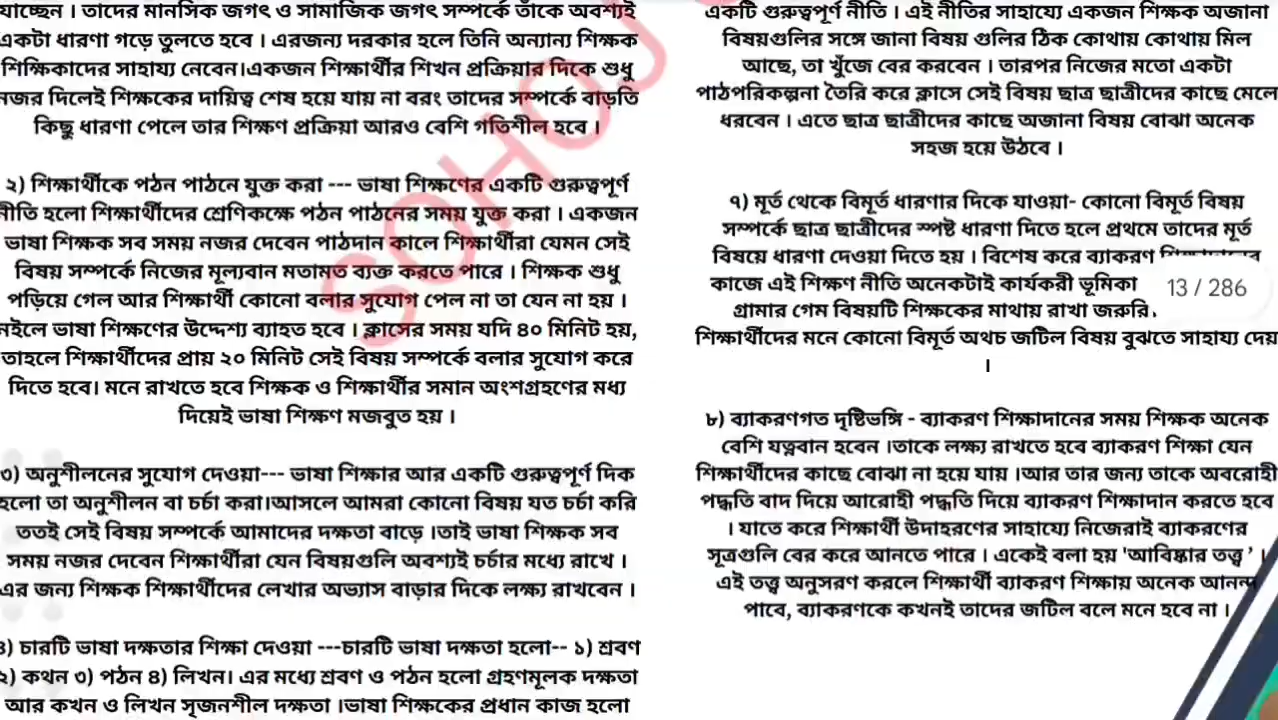 যাচ্ছেন । তাদের মানসিক জগৎ ও সামাজিক জগৎ সম্পর্কে তাঁকে অবশ্যই
একটা ধারণা গড়ে তুলতে হবে । এরজন্য দরকার হলে তিনি অন্যান্য শিক্ষক
শিক্ষিকাদের সাহায্য নেবেন।একজন শিক্ষার্থীর শিখন প্রক্রিয়ার দিকে শুধু
নজর দিলেই শিক্ষকের দায়িত্ব শেষ হয়ে যায় না বরং তাদের সম্পর্কে বাড়তি
কিছু ধারণা পেলে তার শিক্ষণ প্রক্রিয়া আরও বেশি গতিশীল হবে ।
২) শিক্ষার্থীকে পঠন পাঠনে যুক্ত করা --- ভাষা শিক্ষণের একটি গুরুত্বপূর্ণ
নীতি হলো শিক্ষার্থীদের শ্রেণিকক্ষে পঠন পাঠনের সময় যুক্ত করা । একজন
ভাষা শিক্ষক সব সময় নজর দেবেন পাঠদান কালে শিক্ষার্থীরা যেমন সেই
বিষয় সম্পর্কে নিজের মূল্যবান মতামত ব্যক্ত করতে পারে । শিক্ষক শুধু
পড়িয়ে গেল আর শিক্ষার্থী কোনো বলার সুযোগ পেল না তা যেন না হয় ।
নইলে ভাষা শিক্ষণের উদ্দেশ্য ব্যাহত হবে । ক্লাসের সময় যদি ৪০ মিনিট হয়,
তাহলে শিক্ষার্থীদের প্রায় ২০ মিনিট সেই বিষয় সম্পর্কে বলার সুযোগ করে
দিতে হবে। মনে রাখতে হবে শিক্ষক ও শিক্ষার্থীর সমান অংশগ্রহণের মধ্য
দিয়েই ভাষা শিক্ষণ মজবুত হয় ।
৩) অনুশীলনের সুযোগ দেওয়া--- ভাষা শিক্ষার আর একটি গুরুত্বপূর্ণ দিক
হলো তা অনুশীলন বা চর্চা করা।আসলে আমরা কোনো বিষয় যত চর্চা করি
ততই সেই বিষয় সম্পর্কে আমাদের দক্ষতা বাড়ে ।তাই ভাষা শিক্ষক সব
সময় নজর দেবেন শিক্ষার্থীরা যেন বিষয়গুলি অবশ্যই চর্চার মধ্যে রাখে ।
এর জন্য শিক্ষক শিক্ষার্থীদের লেখার অভ্যাস বাড়ার দিকে লক্ষ্য রাখবেন ।
৪) চারটি ভাষা দক্ষতার শিক্ষা দেওয়া ---চারটি ভাষা দক্ষতা হলো-- ১) শ্রবণ
২) কথন ৩) পঠন ৪) লিখন। এর মধ্যে শ্রবণ ও পঠন হলো গ্রহণমূলক দক্ষতা
আর কখন ও লিখন সৃজনশীল দক্ষতা ।ভাষা শিক্ষকের প্রধান কাজ হলো
SOHOJ
একটি গুরুত্বপূর্ণ নীতি । এই নীতির সাহায্যে একজন শিক্ষক অজানা
বিষয়গুলির সঙ্গে জানা বিষয় গুলির ঠিক কোথায় কোথায় মিল
আছে, তা খুঁজে বের করবেন । তারপর নিজের মতো একটা
পাঠপরিকল্পনা তৈরি করে ক্লাসে সেই বিষয় ছাত্র ছাত্রীদের কাছে মেলে
ধরবেন । এতে ছাত্র ছাত্রীদের কাছে অজানা বিষয় বোঝা অনেক
সহজ হয়ে উঠবে ।
৭) মূর্ত থেকে বিমূর্ত ধারণার দিকে যাওয়া- কোনো বিমূর্ত বিষয়
সম্পর্কে ছাত্র ছাত্রীদের স্পষ্ট ধারণা দিতে হলে প্রথমে তাদের মূর্ত
বিষয়ে ধারণা দেওয়া দিতে হয় । বিশেষ করে ব্যাকরণ
কাজে এই শিক্ষণ নীতি অনেকটাই কার্যকরী ভূমিকা
13 / 286
গ্রামার গেম বিষয়টি শিক্ষকের মাথায় রাখা জরুরি।
শিক্ষার্থীদের মনে কোনো বিমূর্ত অথচ জটিল বিষয় বুঝতে সাহায্য দেয়
।
৮) ব্যাকরণগত দৃষ্টিভঙ্গি - ব্যাকরণ শিক্ষাদানের সময় শিক্ষক অনেক
বেশি যত্নবান হবেন ।তাকে লক্ষ্য রাখতে হবে ব্যাকরণ শিক্ষা যেন
শিক্ষার্থীদের কাছে বোঝা না হয়ে যায় ।আর তার জন্য তাকে অবরোহী
পদ্ধতি বাদ দিয়ে আরোহী পদ্ধতি দিয়ে ব্যাকরণ শিক্ষাদান করতে হবে
। যাতে করে শিক্ষার্থী উদাহরণের সাহায্যে নিজেরাই ব্যাকরণের
সূত্রগুলি বের করে আনতে পারে । একেই বলা হয় 'আবিষ্কার তত্ত্ব’ ।
এই তত্ত্ব অনুসরণ করলে শিক্ষার্থী ব্যাকরণ শিক্ষায় অনেক আনন্দ
পাবে, ব্যাকরণকে কখনই তাদের জটিল বলে মনে হবে না ।